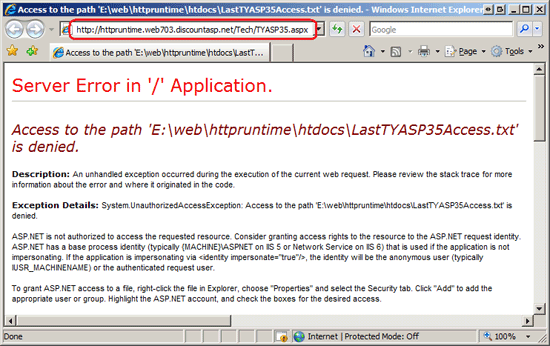 Access to the path 'E:\web\httpruntime\htdocs\LastTYASP35Access.txt' is denied. - Windows Internet Explorer
http://httpruntime.web703.discountasp.net/Tech/TYASP35.aspx
Google
Access to the path 'E:\web\httpruntime\htdocs\LastTY...
Page
Tools
Server Error in '/' Application.
Access to the path 'E:\web\httpruntime\htdocs\LastTYASP35Access.txt'
is denied.
Description: An unhandled exception occurred during the execution of the current web request. Please review the stack trace for more
information about the error and where it originated in the code.
Exception Details: System.UnauthorizedAccessException: Access to the path 'E:\web\httpruntime\htdocs\LastTYASP35Access.txt' is
denied.
ASP.NET is not authorized to access the requested resource. Consider granting access rights to the resource to the ASP.NET request identity.
ASP.NET has a base process identity (typically {MACHINE}\ASPNET on IIS 5 or Network Service on IIS 6) that is used if the application is not
impersonating. If the application is impersonating via <identity impersonate="true"/>, the identity will be the anonymous user (typically
IUSR_MACHINENAME) or the authenticated request user.
To grant ASP.NET access to a file, right-click the file in Explorer, choose "Properties" and select the Security tab. Click "Add" to add the
appropriate user or group. Highlight the ASP.NET account, and check the boxes for the desired access.
Done
Internet | Protected Mode: Off
100%